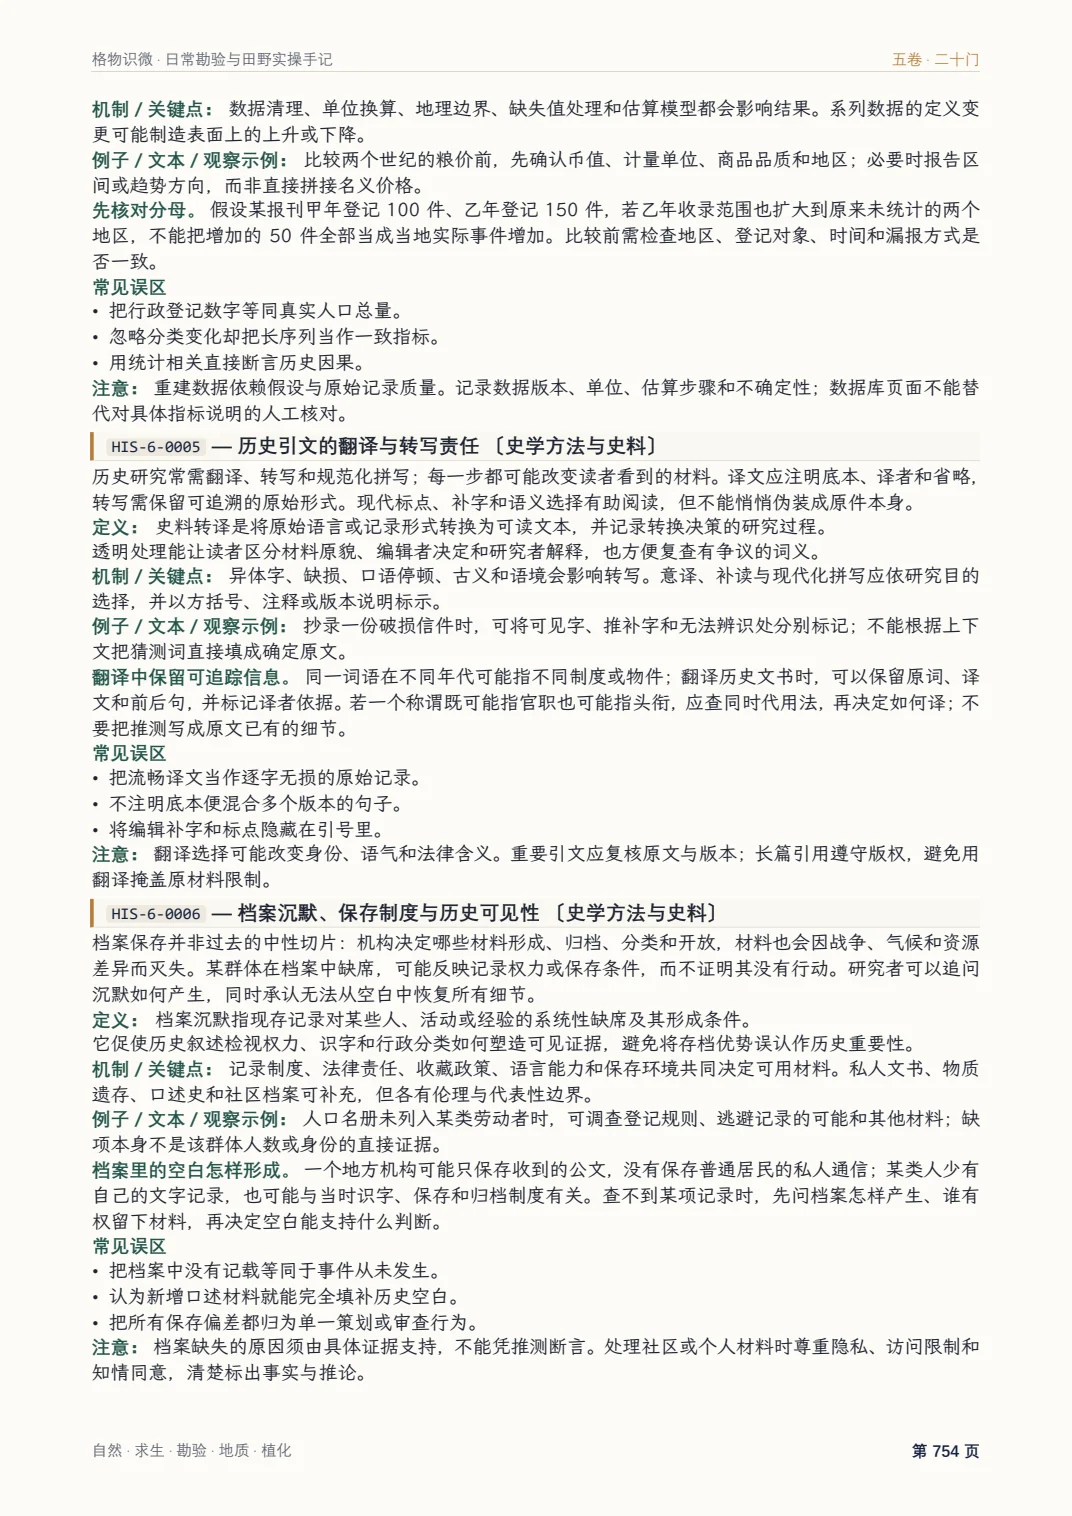 格物识微 · 日常勘验与田野实操手记
五卷 · 二十门
机制 / 关键点： 数据清理、单位换算、地理边界、缺失值处理和估算模型都会影响结果。系列数据的定义变
更可能制造表面上的上升或下降。
例子 / 文本 / 观察示例： 比较两个世纪的粮价前，先确认币值、计量单位、商品品质和地区；必要时报告区
间或趋势方向，而非直接拼接名义价格。
先核对分母。 假设某报刊甲年登记 100 件、乙年登记 150 件，若乙年收录范围也扩大到原来未统计的两个
地区，不能把增加的 50 件全部当成当地实际事件增加。比较前需检查地区、登记对象、时间和漏报方式是
否一致。
常见误区
• 把行政登记数字等同真实人口总量。
• 忽略分类变化却把长序列当作一致指标。
• 用统计相关直接断言历史因果。
注意： 重建数据依赖假设与原始记录质量。记录数据版本、单位、估算步骤和不确定性；数据库页面不能替
代对具体指标说明的人工核对。
HIS-6-0005 — 历史引文的翻译与转写责任 〔史学方法与史料〕
历史研究常需翻译、转写和规范化拼写；每一步都可能改变读者看到的材料。译文应注明底本、译者和省略，
转写需保留可追溯的原始形式。现代标点、补字和语义选择有助阅读，但不能悄悄伪装成原件本身。
定义： 史料转译是将原始语言或记录形式转换为可读文本，并记录转换决策的研究过程。
透明处理能让读者区分材料原貌、编辑者决定和研究者解释，也方便复查有争议的词义。
机制 / 关键点： 异体字、缺损、口语停顿、古义和语境会影响转写。意译、补读与现代化拼写应依研究目的
选择，并以方括号、注释或版本说明标示。
例子 / 文本 / 观察示例： 抄录一份破损信件时，可将可见字、推补字和无法辨识处分别标记；不能根据上下
文把猜测词直接填成确定原文。
翻译中保留可追踪信息。 同一词语在不同年代可能指不同制度或物件；翻译历史文书时，可以保留原词、译
文和前后句，并标记译者依据。若一个称谓既可能指官职也可能指头衔，应查同时代用法，再决定如何译；不
要把推测写成原文已有的细节。
常见误区
• 把流畅译文当作逐字无损的原始记录。
• 不注明底本便混合多个版本的句子。
• 将编辑补字和标点隐藏在引号里。
注意： 翻译选择可能改变身份、语气和法律含义。重要引文应复核原文与版本；长篇引用遵守版权，避免用
翻译掩盖原材料限制。
HIS-6-0006 — 档案沉默、保存制度与历史可见性 〔史学方法与史料〕
档案保存并非过去的中性切片：机构决定哪些材料形成、归档、分类和开放，材料也会因战争、气候和资源
差异而灭失。某群体在档案中缺席，可能反映记录权力或保存条件，而不证明其没有行动。研究者可以追问
沉默如何产生，同时承认无法从空白中恢复所有细节。
定义： 档案沉默指现存记录对某些人、活动或经验的系统性缺席及其形成条件。
它促使历史叙述检视权力、识字和行政分类如何塑造可见证据，避免将存档优势误认作历史重要性。
机制 / 关键点： 记录制度、法律责任、收藏政策、语言能力和保存环境共同决定可用材料。私人文书、物质
遗存、口述史和社区档案可补充，但各有伦理与代表性边界。
例子 / 文本 / 观察示例： 人口名册未列入某类劳动者时，可调查登记规则、逃避记录的可能和其他材料；缺
项本身不是该群体人数或身份的直接证据。
档案里的空白怎样形成。 一个地方机构可能只保存收到的公文，没有保存普通居民的私人通信；某类人少有
自己的文字记录，也可能与当时识字、保存和归档制度有关。查不到某项记录时，先问档案怎样产生、谁有
权留下材料，再决定空白能支持什么判断。
常见误区
• 把档案中没有记载等同于事件从未发生。
• 认为新增口述材料就能完全填补历史空白。
• 把所有保存偏差都归为单一策划或审查行为。
注意： 档案缺失的原因须由具体证据支持，不能凭推测断言。处理社区或个人材料时尊重隐私、访问限制和
知情同意，清楚标出事实与推论。
自然 · 求生 · 勘验 · 地质 · 植化
第 754 页